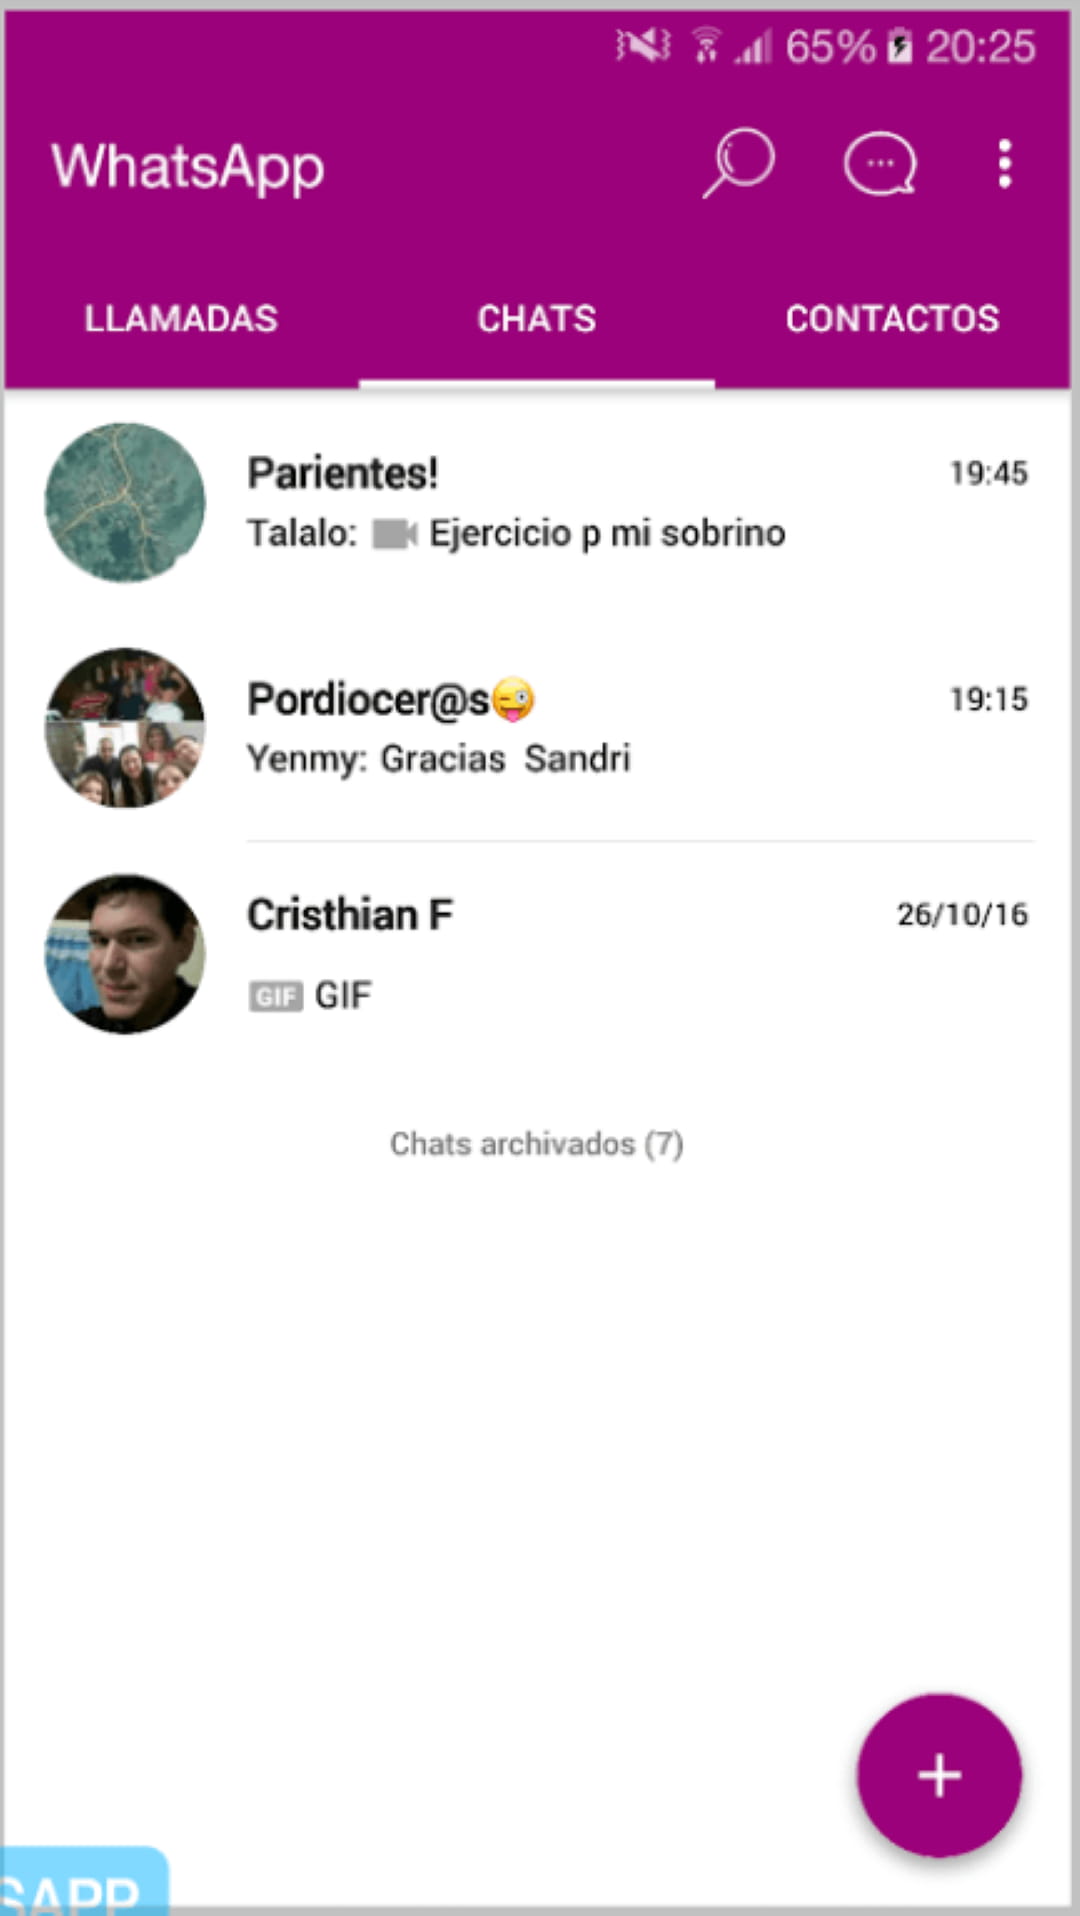 65% 20:25
WhatsApp
LLAMADAS CHATS CONTACTOS
Parientes! 19:45
Talalo: Ejercicio p mi sobrino
Pordiocer@s😜 19:15
Yenmy: Gracias Sandri
Cristhian F 26/10/16
GIF GIF
Chats archivados (7)
+
SAPP